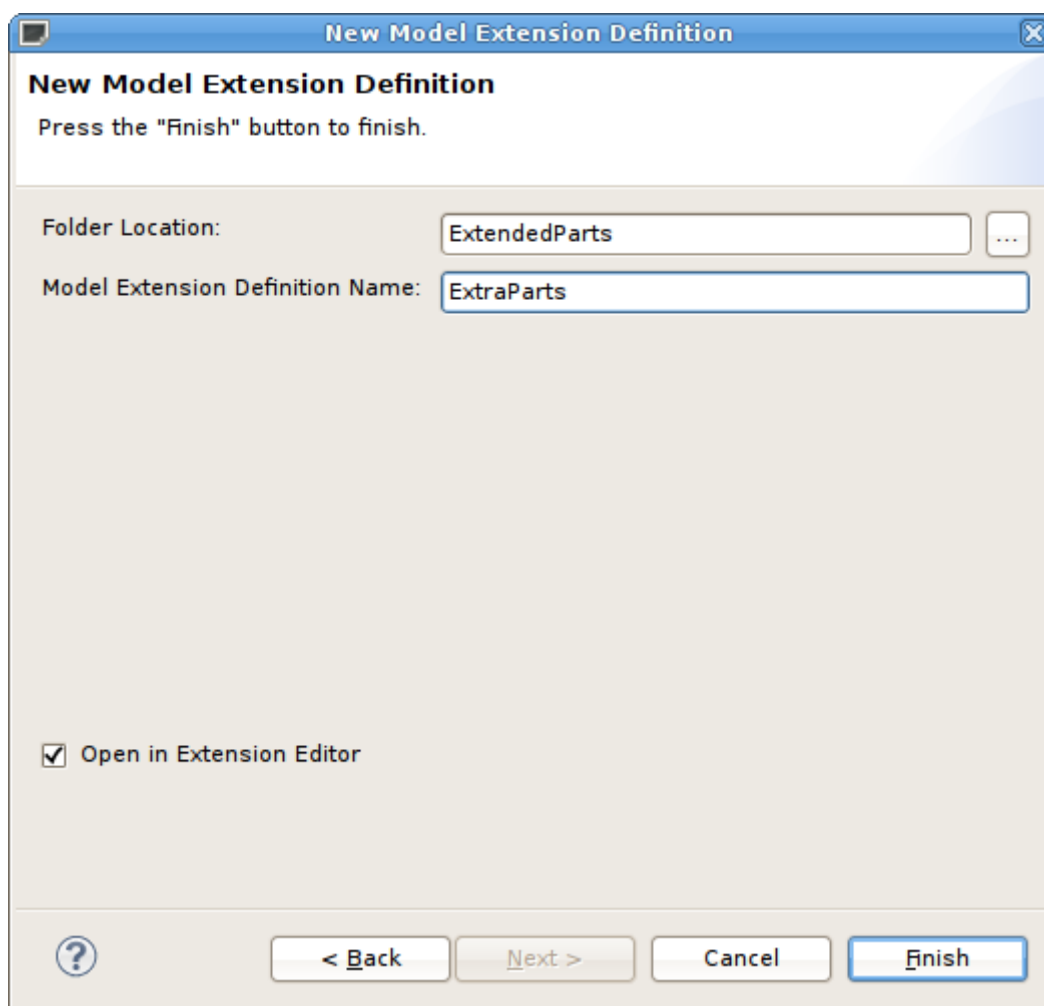 New Model Extension Definition
New Model Extension Definition
Press the "Finish" button to finish.
Folder Location:
ExtendedParts
...
Model Extension Definition Name:
ExtraParts
Open in Extension Editor
?
< Back
Next >
Cancel
Finish